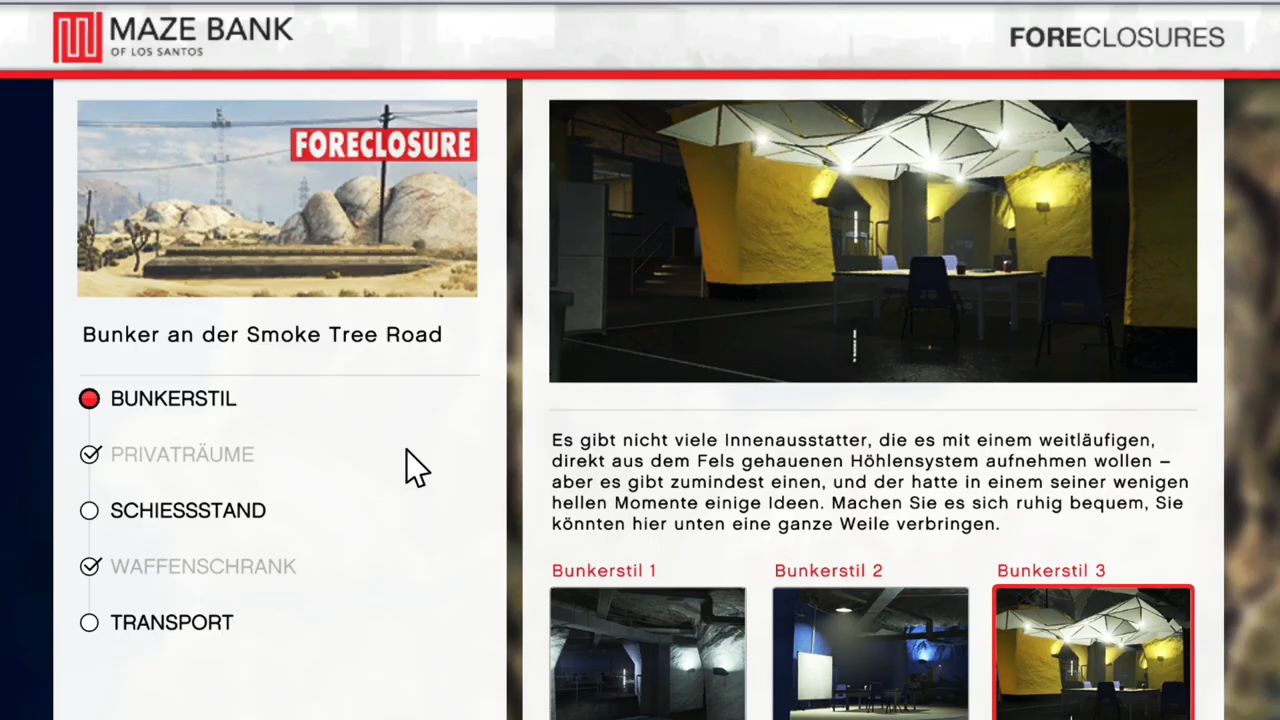 MAZE BANK
OF LOS SANTOS
FORECLOSURES
FORECLOSURE
Bunker an der Smoke Tree Road
BUNKERSTIL
PRIVATRÄUME
SCHIESSSTAND
WAFFENSCHRANK
TRANSPORT
Es gibt nicht viele Innenausstatter, die es mit einem weitläufigen,
direkt aus dem Fels gehauenen Höhlensystem aufnehmen wollen –
aber es gibt zumindest einen, und der hatte in einem seiner wenigen
hellen Momente einige Ideen. Machen Sie es sich ruhig bequem, Sie
könnten hier unten eine ganze Weile verbringen.
Bunkerstil 1
Bunkerstil 2
Bunkerstil 3